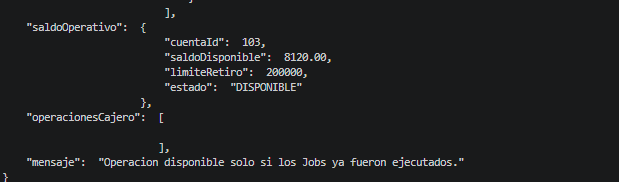 ],
"saldoOperativo":  {
"cuentaId":  103,
"saldoDisponible":  8120.00,
"limiteRetiro":  200000,
"estado":  "DISPONIBLE"
},
"operacionesCajero":  [
],
"mensaje":  "Operacion disponible solo si los Jobs ya fueron ejecutados."
}